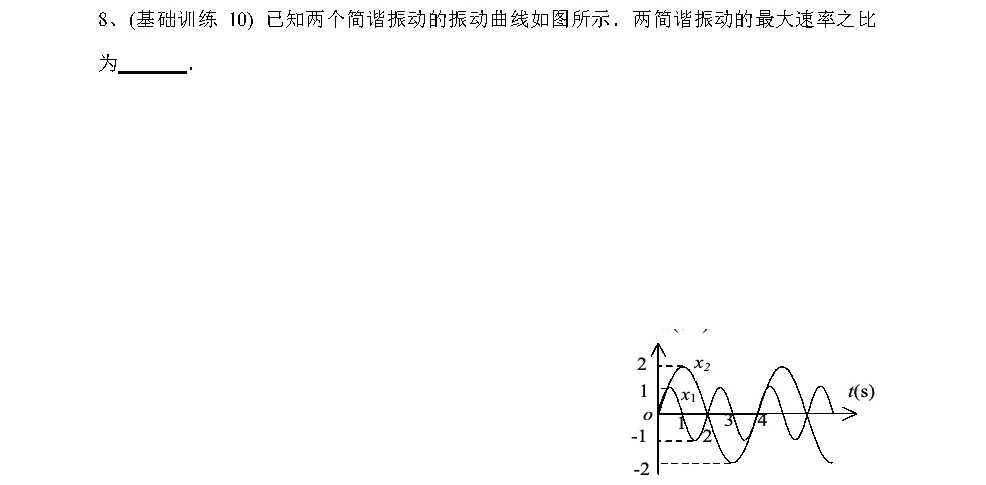 8、(基础训练 10) 已知两个简谐振动的振动曲线如图所示．两简谐振动的最大速率之比
为______．
2
x₂
1
x₁
t(s)
o
1
2
3
4
-1
-2